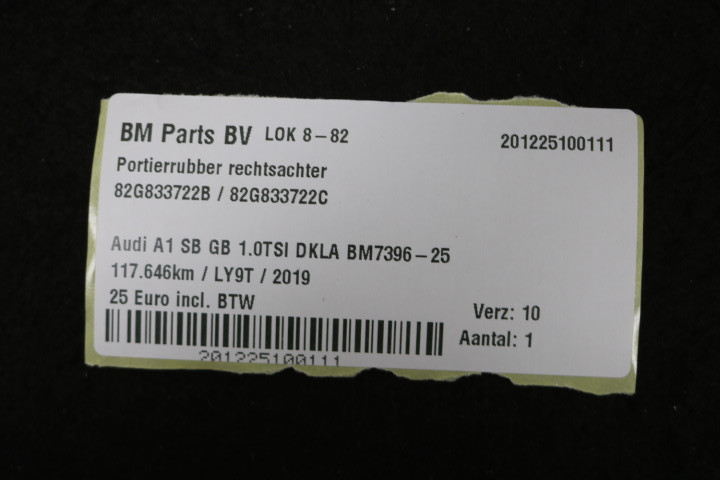 BM Parts BV LOK 8-82 201225100111
Portierrubber rechtsachter
82G833722B / 82G833722C
Audi A1 SB GB 1.0TSI DKLA BM7396-25
117.646km / LY9T / 2019
25 Euro incl. BTW
Verz: 10
Aantal: 1
201225100111